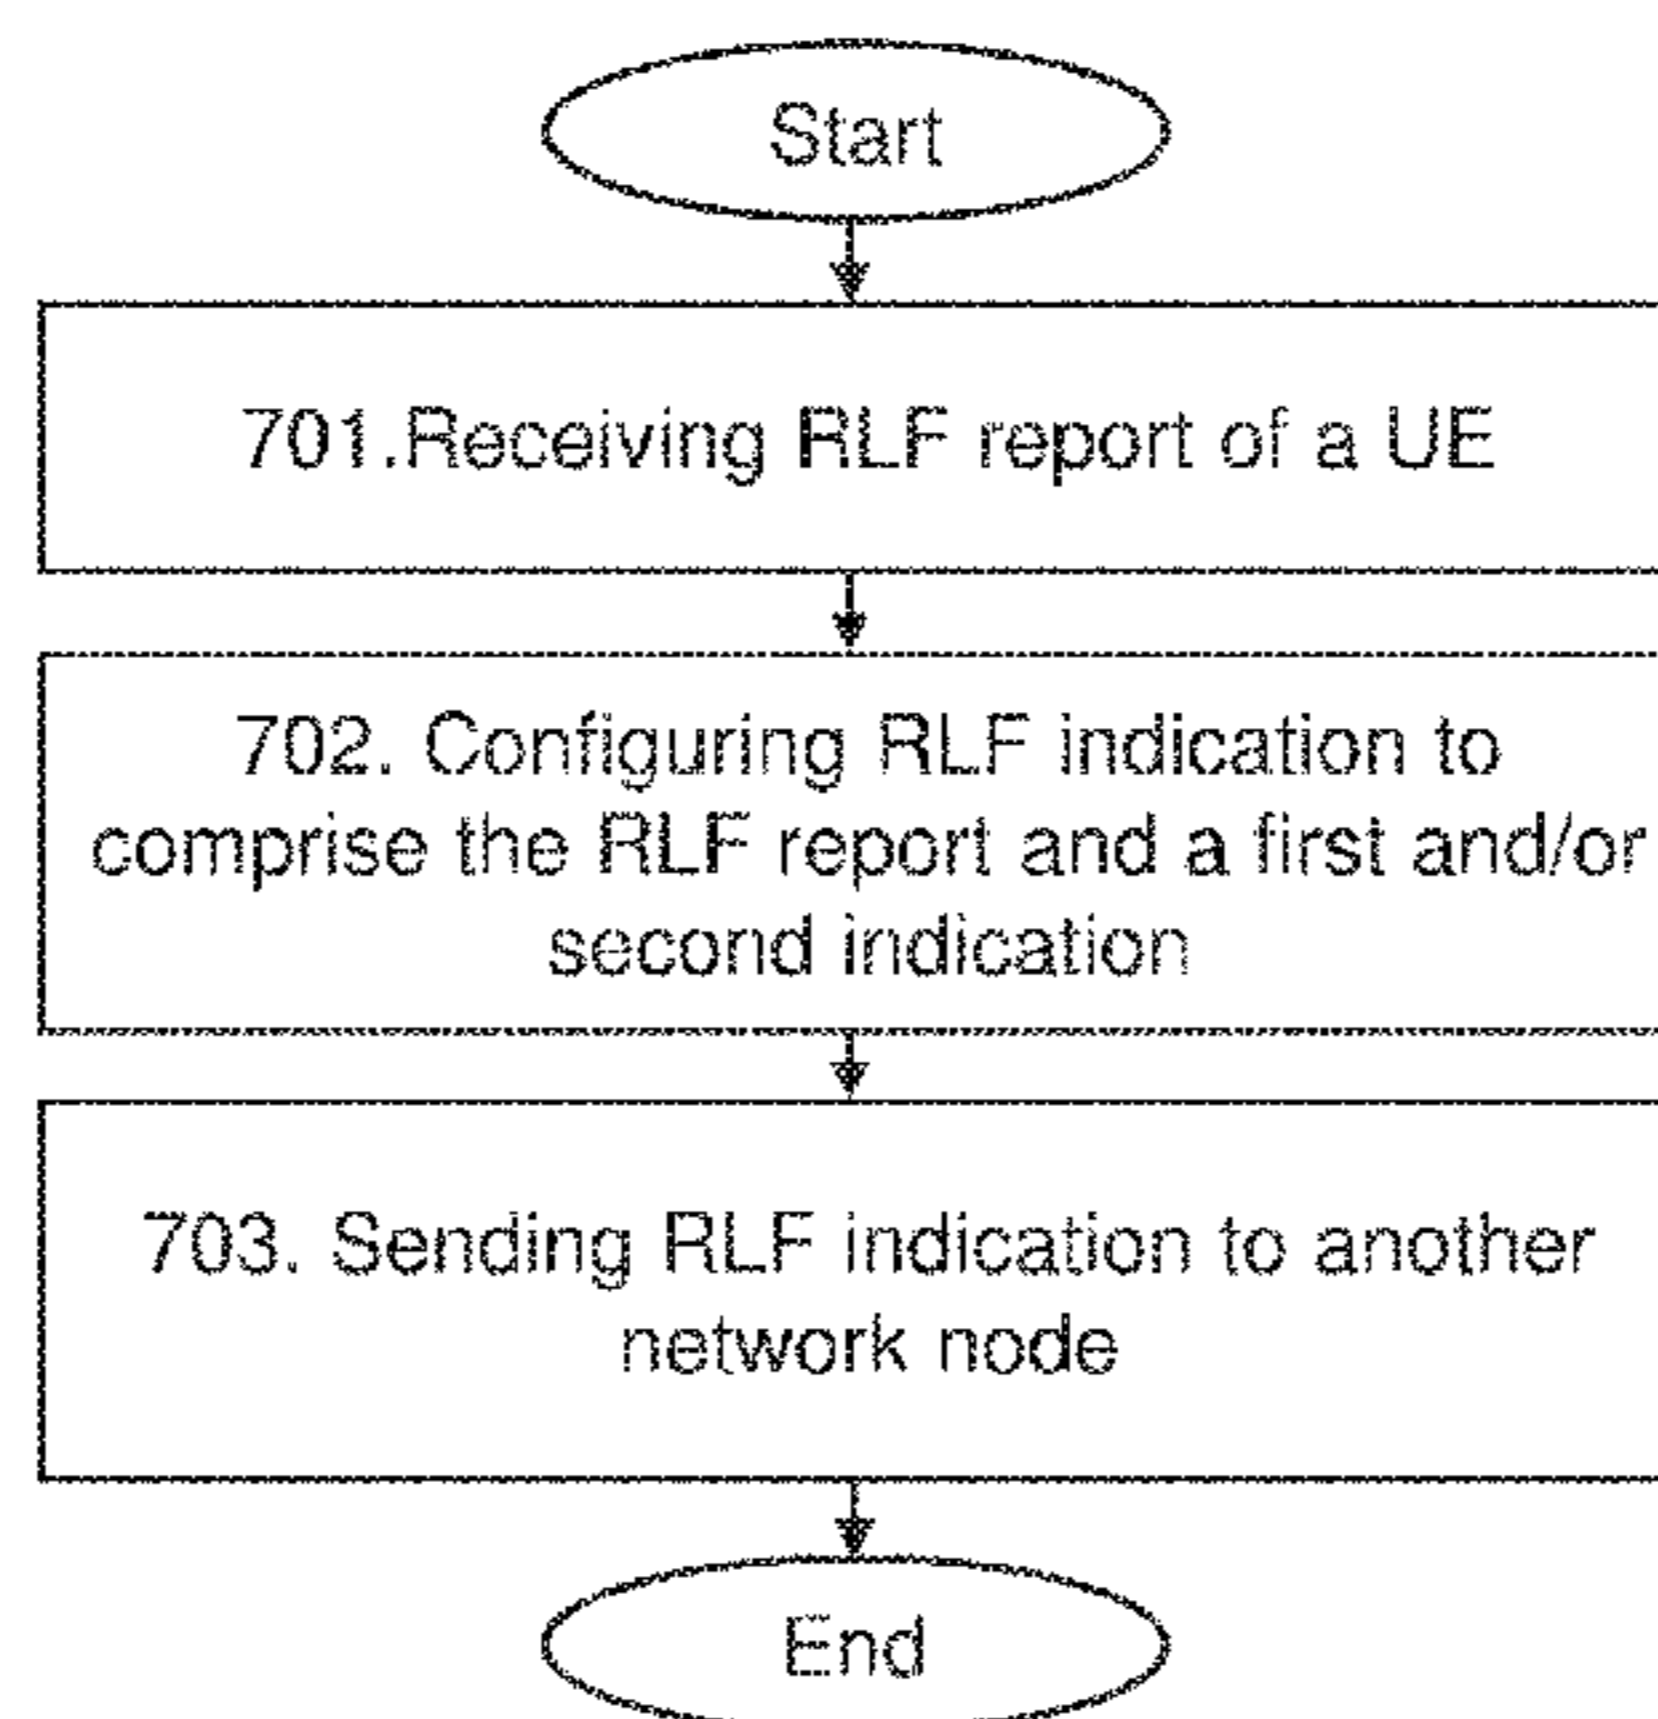 Start
701.Receiving RLF report of a UE
702. Configuring RLF indication to
comprise the RLF report and a first and/or
second indication
703. Sending RLF indication to another
network node
End